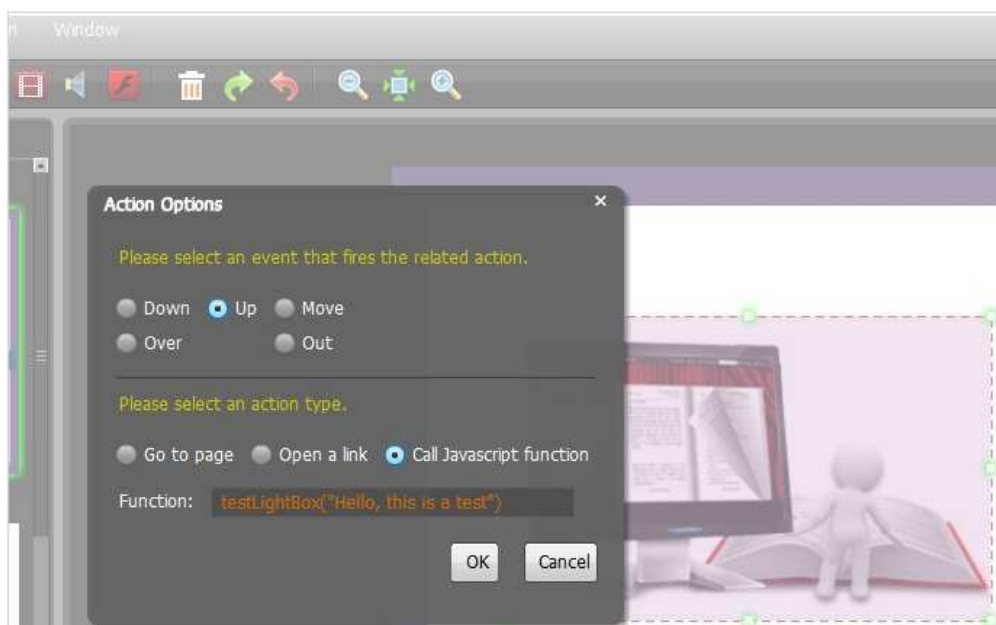 Window
Action Options
Please select an event that fires the related action.
Down Up Move
Over Out
Please select an action type.
Go to page Open a link Call Javascript function
Function: testLightBox("Hello, this is a test")
OK Cancel